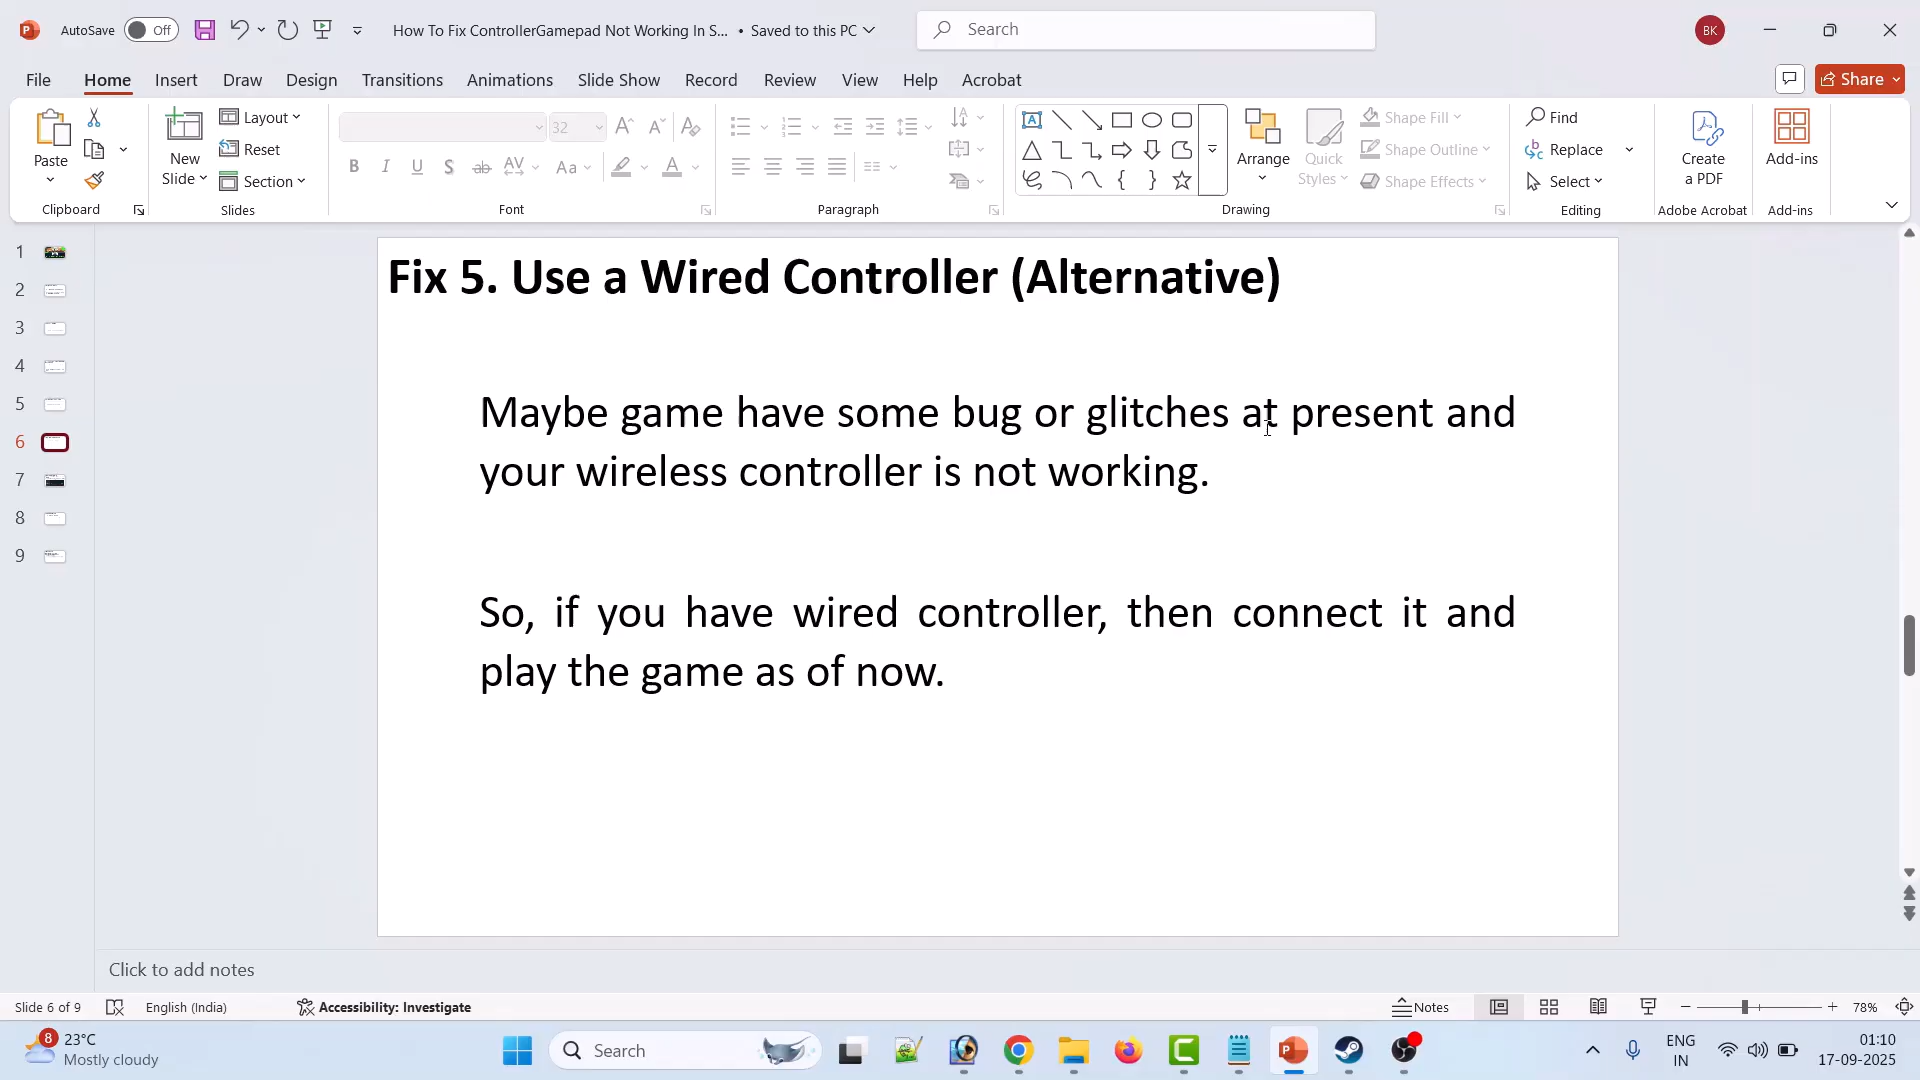 AutoSave Off How To Fix ControllerGamepad Not Working In S... • Saved to this PC Search BK
File Home Insert Draw Design Transitions Animations Slide Show Record Review View Help Acrobat Share
Paste
New Slide
Layout
Reset
Section
32
Aa
Arrange
Quick Styles
Shape Fill
Shape Outline
Shape Effects
Find
Replace
Select
Create a PDF
Add-ins
Clipboard Slides Font Paragraph Drawing Editing Adobe Acrobat Add-ins
1
2
3
4
5
6
7
8
9
Fix 5. Use a Wired Controller (Alternative)
Maybe game have some bug or glitches at present and
your wireless controller is not working.
So, if you have wired controller, then connect it and
play the game as of now.
Click to add notes
Slide 6 of 9 English (India) Accessibility: Investigate Notes 78%
8 23°C
Mostly cloudy
Search
ENG
IN
01:10
17-09-2025